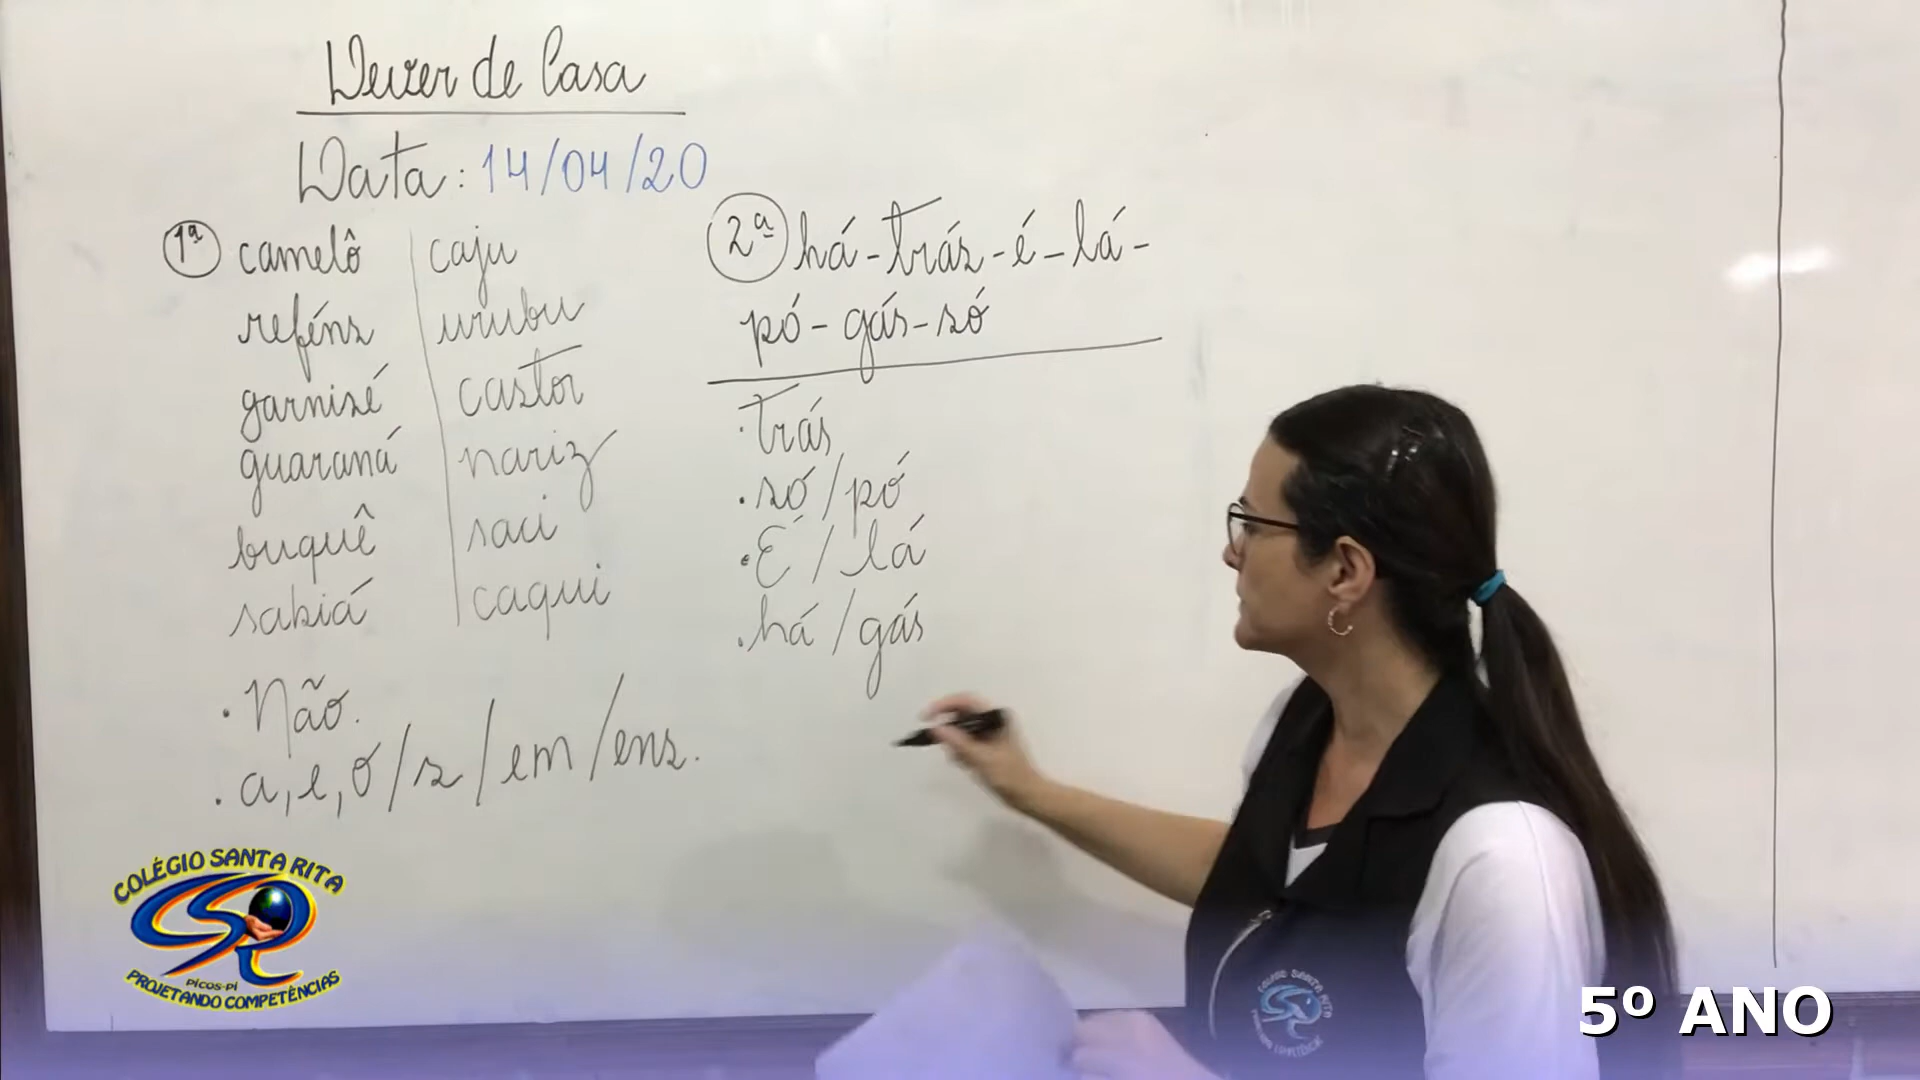 Dever de Casa
Data: 14/04/20
1ª camelô caju
reféns urubu
garnisé castor
guaraná nariz
buquê saci
sabiá caqui
. Não.
. a, e, o/s/em/ens.
2ª há - trás - é - lá -
pó - gás - só
. trás
. só/pó
. É/lá
. há/gás
COLÉGIO SANTA RITA
PICOS-PI
PROJETANDO COMPETÊNCIAS
5º ANO